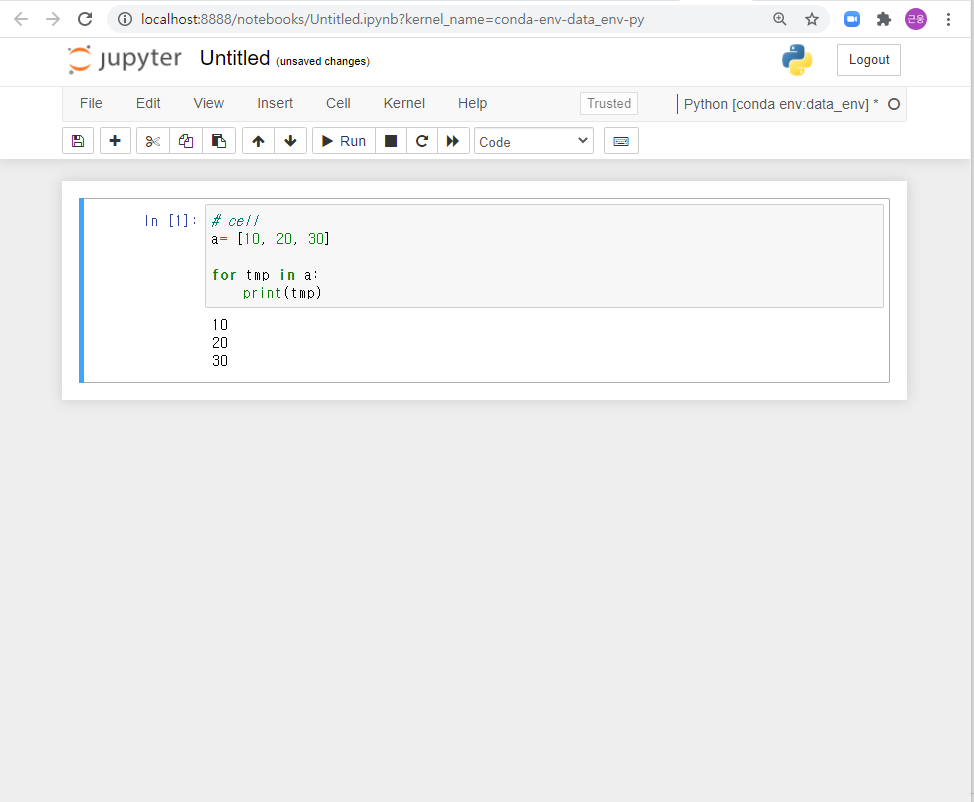 localhost:8888/notebooks/Untitled.ipynb?kernel_name=conda-env-data_env-py
근웅
jupyter Untitled (unsaved changes)
Logout
File Edit View Insert Cell Kernel Help Trusted Python [conda env:data_env] *
Run Code
In [1]: # cell
a= [10, 20, 30]
for tmp in a:
    print(tmp)
10
20
30